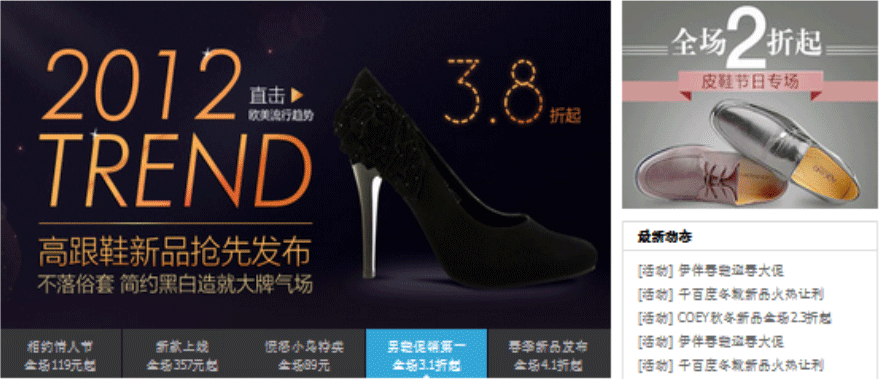 2012
TREND
直击
欧美流行趋势
3.8折起
高跟鞋新品抢先发布
不落俗套 简约黑白造就大牌气场
相约情人节
全场119元起
新款上线
全场357元起
愤怒小鸟特卖
全场89元
男鞋促销第一
全场3.1折起
春季新品发布
全场4.1折起
全场2折起
皮鞋节日专场
最新动态
[活动] 伊伴春靴迎春大促
[活动] 千百度冬靴新品火热让利
[活动] COEY秋冬新品全场2.3折起
[活动] 伊伴春靴迎春大促
[活动] 千百度冬靴新品火热让利